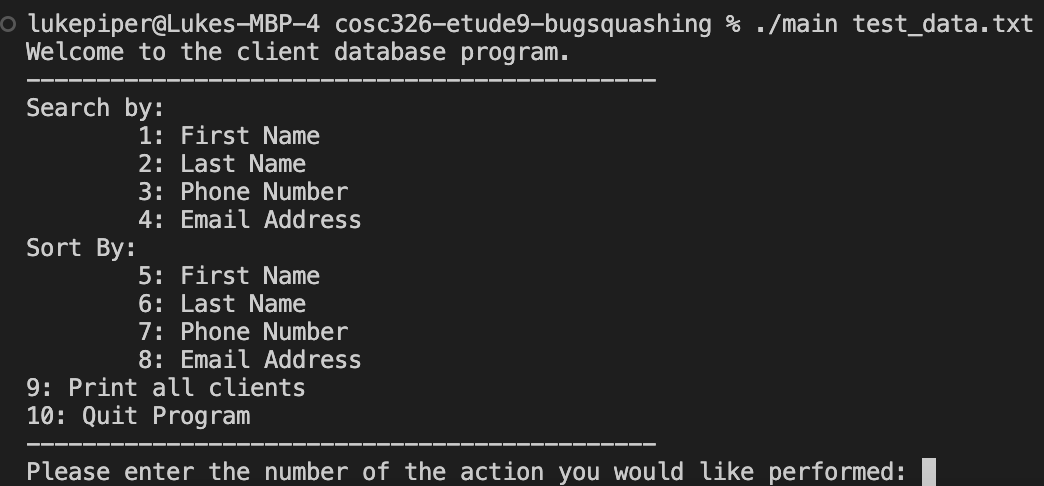 lukepiper@Lukes-MBP-4 cosc326-etude9-bugsquashing % ./main test_data.txt
Welcome to the client database program.
---------------------------------------------
Search by:
        1: First Name
        2: Last Name
        3: Phone Number
        4: Email Address
Sort By:
        5: First Name
        6: Last Name
        7: Phone Number
        8: Email Address
9: Print all clients
10: Quit Program
---------------------------------------------
Please enter the number of the action you would like performed: